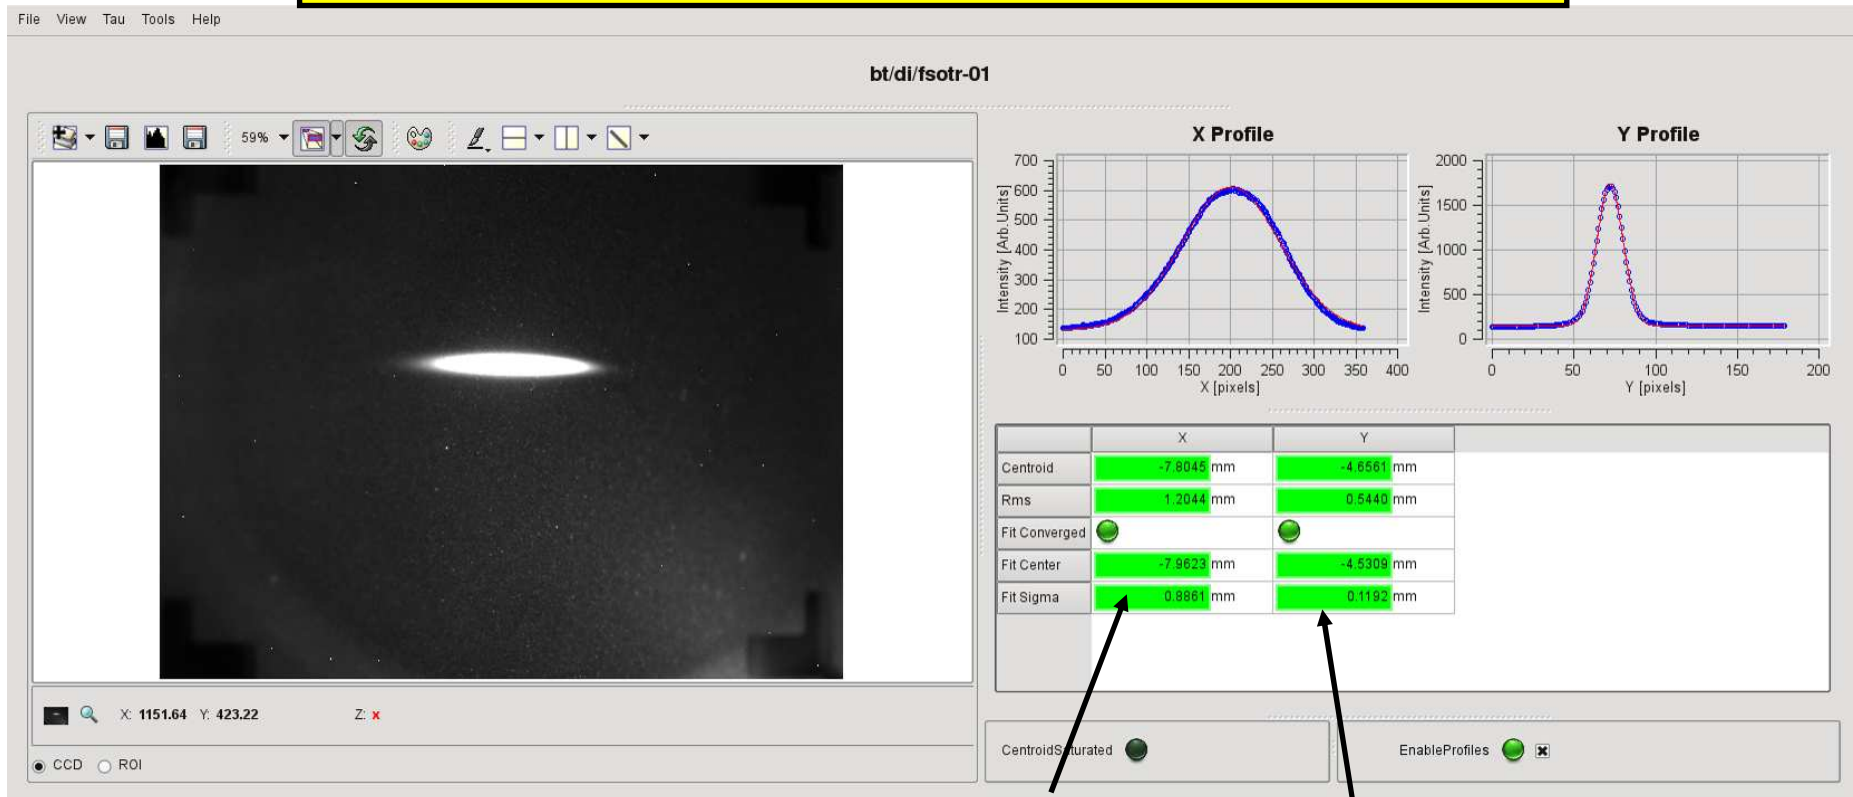 File View Tau Tools Help
bt/di/fsotr-01
59%
X Profile
Y Profile
700
600
500
400
300
200
100
Intensity [Arb.Units]
0 50 100 150 200 250 300 350 400
X [pixels]
2000
1500
1000
500
0
Intensity [Arb.Units]
0 50 100 150 200
Y [pixels]
X Y
Centroid -7.8045 mm -4.6561 mm
Rms 1.2044 mm 0.5440 mm
Fit Converged
Fit Center -7.9623 mm -4.5309 mm
Fit Sigma 0.8861 mm 0.1192 mm
X: 1151.64 Y: 423.22 Z: x
CCD ROI
CentroidSaturated
EnableProfiles